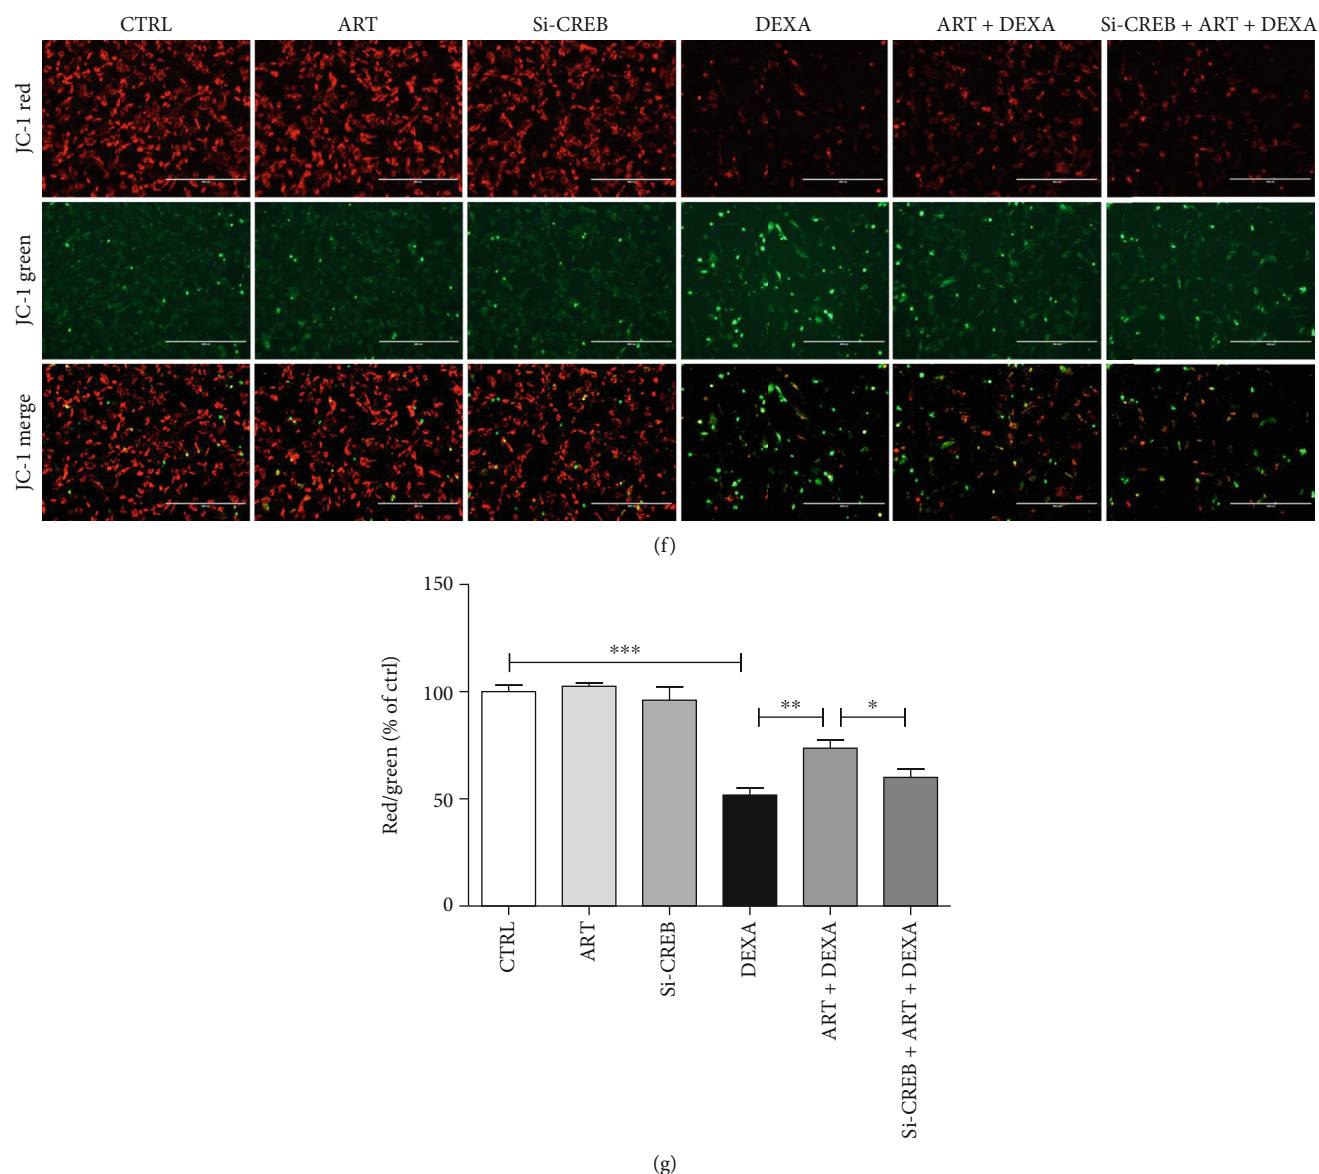 CTRL ART Si-CREB DEXA ART + DEXA Si-CREB + ART + DEXA
JC-1 red
JC-1 green
JC-1 merge
(f)
Red/green (% of ctrl)
150
100
50
0
***
**
*
CTRL
ART
Si-CREB
DEXA
ART + DEXA
Si-CREB + ART + DEXA
(g)